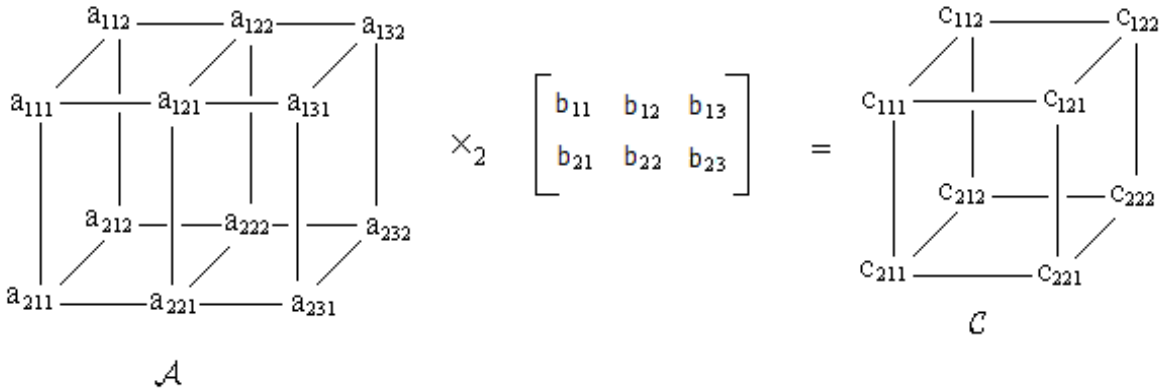 a₁₁₂ a₁₂₂ a₁₃₂ c₁₁₂ c₁₂₂
a₁₁₁ a₁₂₁ a₁₃₁ b₁₁ b₁₂ b₁₃ c₁₁₁ c₁₂₁
×₂ =
b₂₁ b₂₂ b₂₃
a₂₁₂ a₂₂₂ a₂₃₂ c₂₁₂ c₂₂₂
a₂₁₁ a₂₂₁ a₂₃₁ c₂₁₁ c₂₂₁
𝒜 𝒞